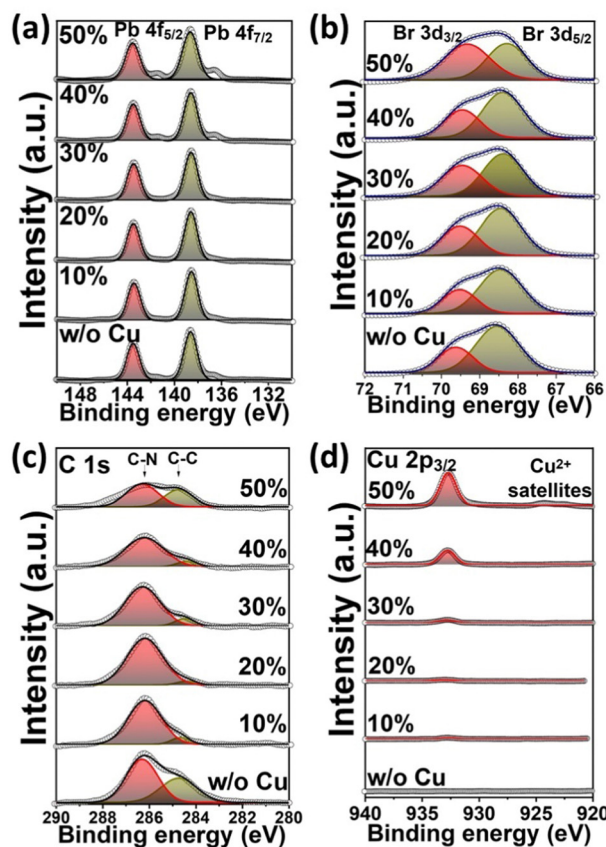 (a)
Pb 4f5/2 Pb 4f7/2
50%
40%
30%
20%
10%
w/o Cu
Intensity (a.u.)
148 144 140 136 132
Binding energy (eV)
(b)
Br 3d3/2 Br 3d5/2
50%
40%
30%
20%
10%
w/o Cu
Intensity (a.u.)
72 71 70 69 68 67 66
Binding energy (eV)
(c)
C 1s C-N C-C
50%
40%
30%
20%
10%
w/o Cu
Intensity (a.u.)
290 288 286 284 282 280
Binding energy (eV)
(d)
Cu 2p3/2 Cu2+
50% satellites
40%
30%
20%
10%
w/o Cu
Intensity (a.u.)
940 935 930 925 920
Binding energy (eV)